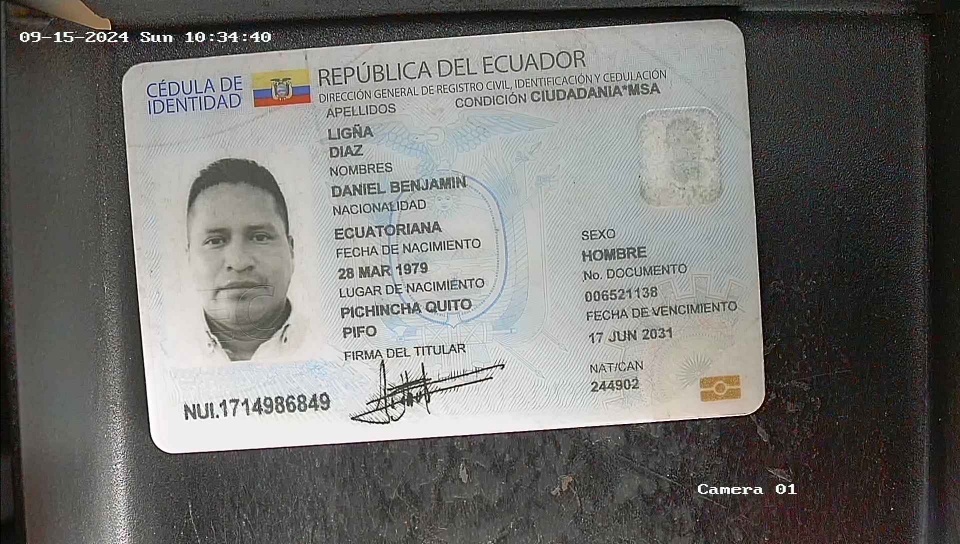 09-15-2024 Sun 10:34:40
CÉDULA DE IDENTIDAD
REPÚBLICA DEL ECUADOR
DIRECCIÓN GENERAL DE REGISTRO CIVIL, IDENTIFICACIÓN Y CEDULACIÓN
APELLIDOS
CONDICIÓN CIUDADANIA*MSA
LIGÑA
DIAZ
NOMBRES
DANIEL BENJAMIN
NACIONALIDAD
ECUATORIANA
FECHA DE NACIMIENTO
28 MAR 1979
LUGAR DE NACIMIENTO
PICHINCHA QUITO
PIFO
FIRMA DEL TITULAR
SEXO
HOMBRE
No. DOCUMENTO
006521138
FECHA DE VENCIMIENTO
17 JUN 2031
NAT/CAN
244902
NUI.1714986849
Camera 01